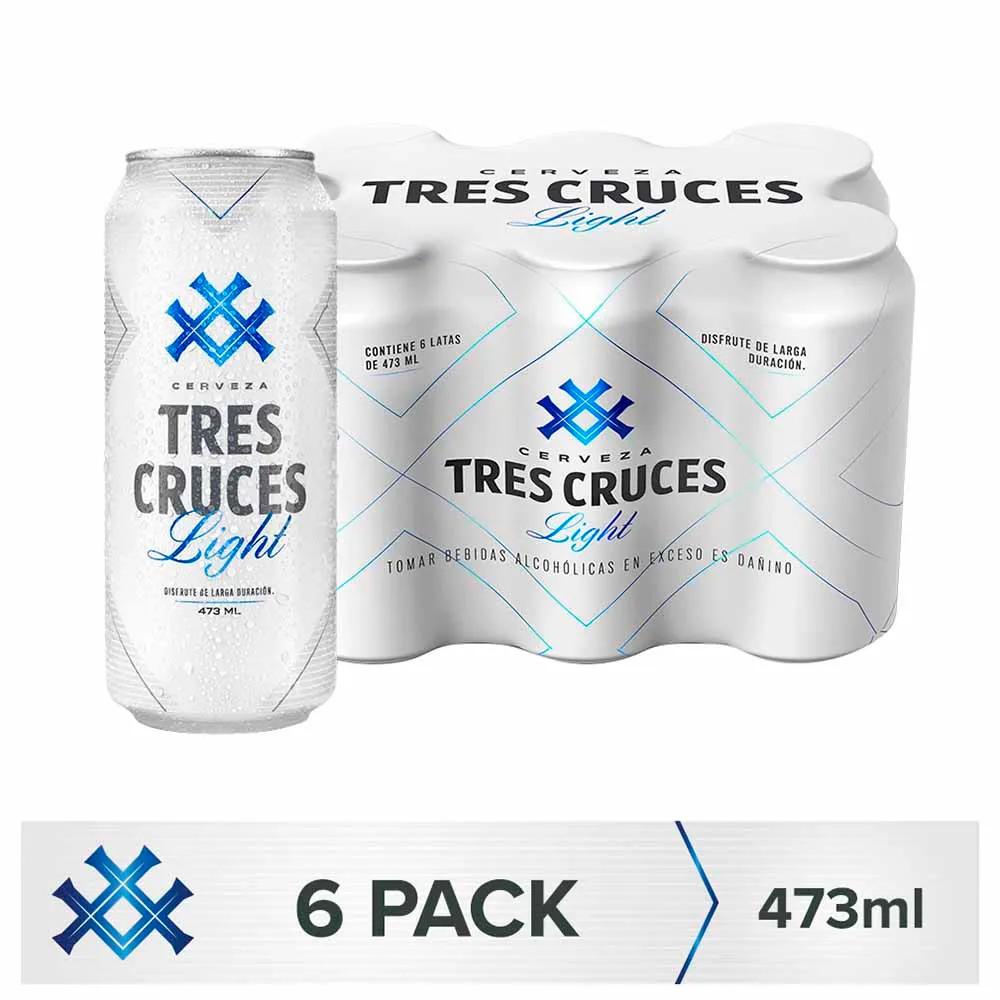 CERVEZA
TRES
CRUCES
Light
DISFRUTE DE LARGA DURACIÓN.
473 ML
CERVEZA
TRES CRUCES
Light
CONTIENE 6 LATAS
DE 473 ML
DISFRUTE DE LARGA
DURACIÓN.
CERVEZA
TRES CRUCES
Light
TOMAR BEBIDAS ALCOHÓLICAS EN EXCESO ES DAÑINO
6 PACK
473ml